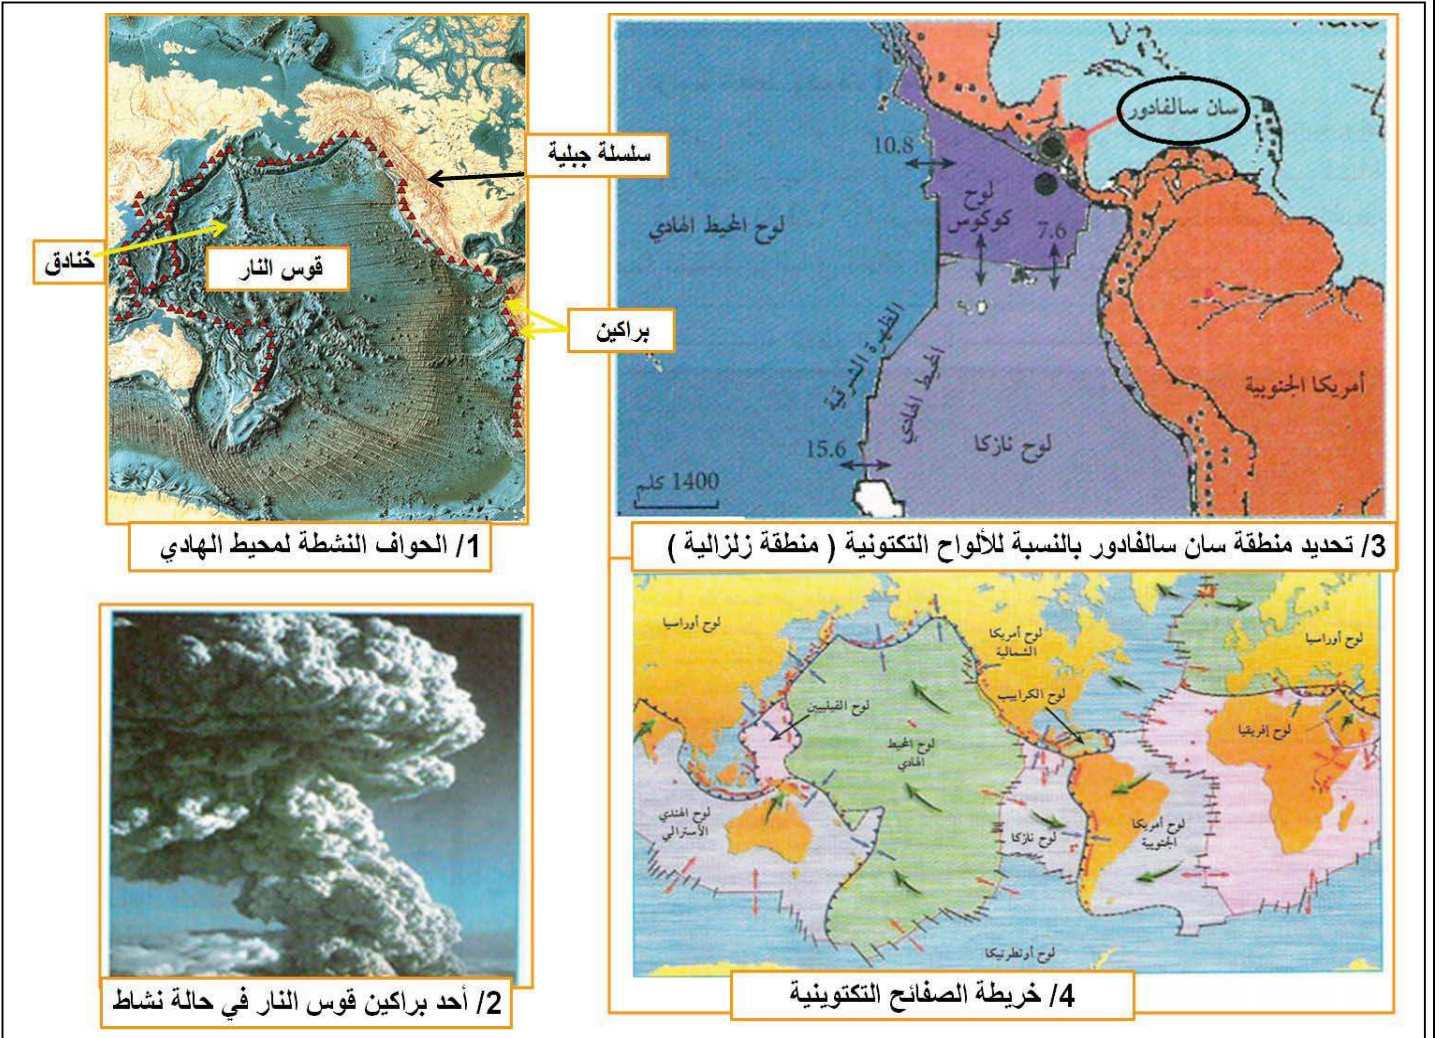 سلسلة جبلية
خنادق
قوس النار
براكين
1/ الحواف النشطة لمحيط الهادي
سان سالفادور
10.8
لوح
كوكوس
7.6
لوح المحيط الهادي
الظهرة الشرقية
المحيط الهادي
أمريكا الجنوبية
لوح نازكا
15.6
1400 كلم
3/ تحديد منطقة سان سالفادور بالنسبة للألواح التكتونية ( منطقة زلزالية )
2/ أحد براكين قوس النار في حالة نشاط
لوح أوراسيا
لوح أمريكا
الشمالية
لوح أوراسيا
لوح الكراييب
لوح الفيليبين
لوح إفريقيا
لوح المحيط
الهادي
لوح الهندي
الأسترالي
لوح نازكا
لوح أمريكا
الجنوبية
لوح أونطرتيكا
4/ خريطة الصفائح التكتوينية